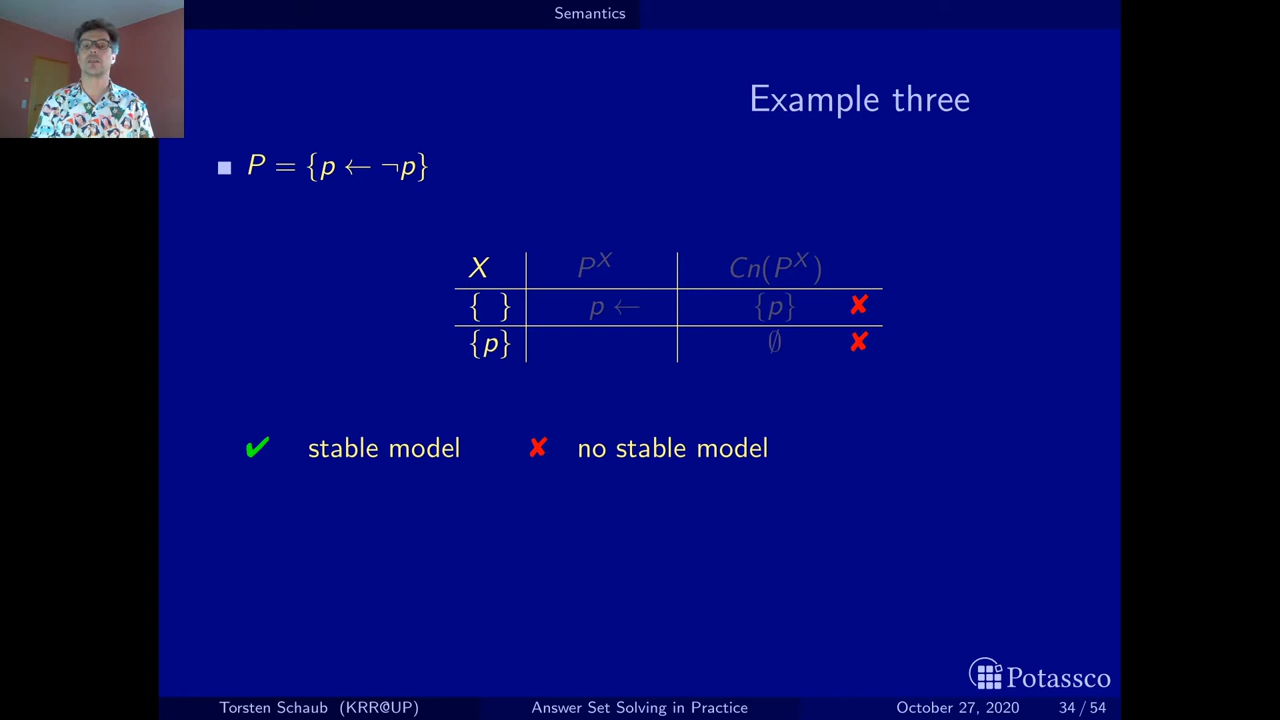 Semantics
Example three
P = {p ← ¬p}
X P^X Cn(P^X)
{ } p ← {p} ✘
{p} ∅ ✘
✔ stable model ✘ no stable model
Potassco
Torsten Schaub (KRR@UP) Answer Set Solving in Practice October 27, 2020 34 / 54